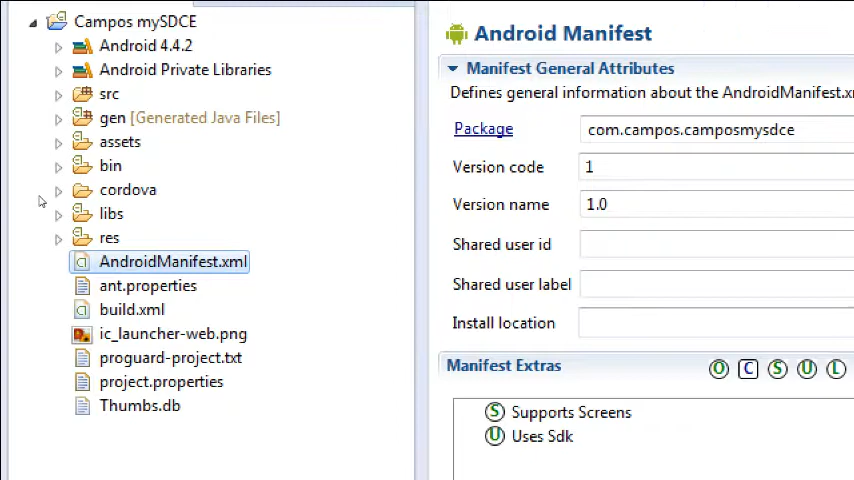 Campos mySDCE
Android 4.4.2
Android Private Libraries
src
gen [Generated Java Files]
assets
bin
cordova
libs
res
AndroidManifest.xml
ant.properties
build.xml
ic_launcher-web.png
proguard-project.txt
project.properties
Thumbs.db
Android Manifest
Manifest General Attributes
Defines general information about the AndroidManifest.x
Package com.campos.camposmysdce
Version code 1
Version name 1.0
Shared user id
Shared user label
Install location
Manifest Extras O C S U L
S Supports Screens
U Uses Sdk